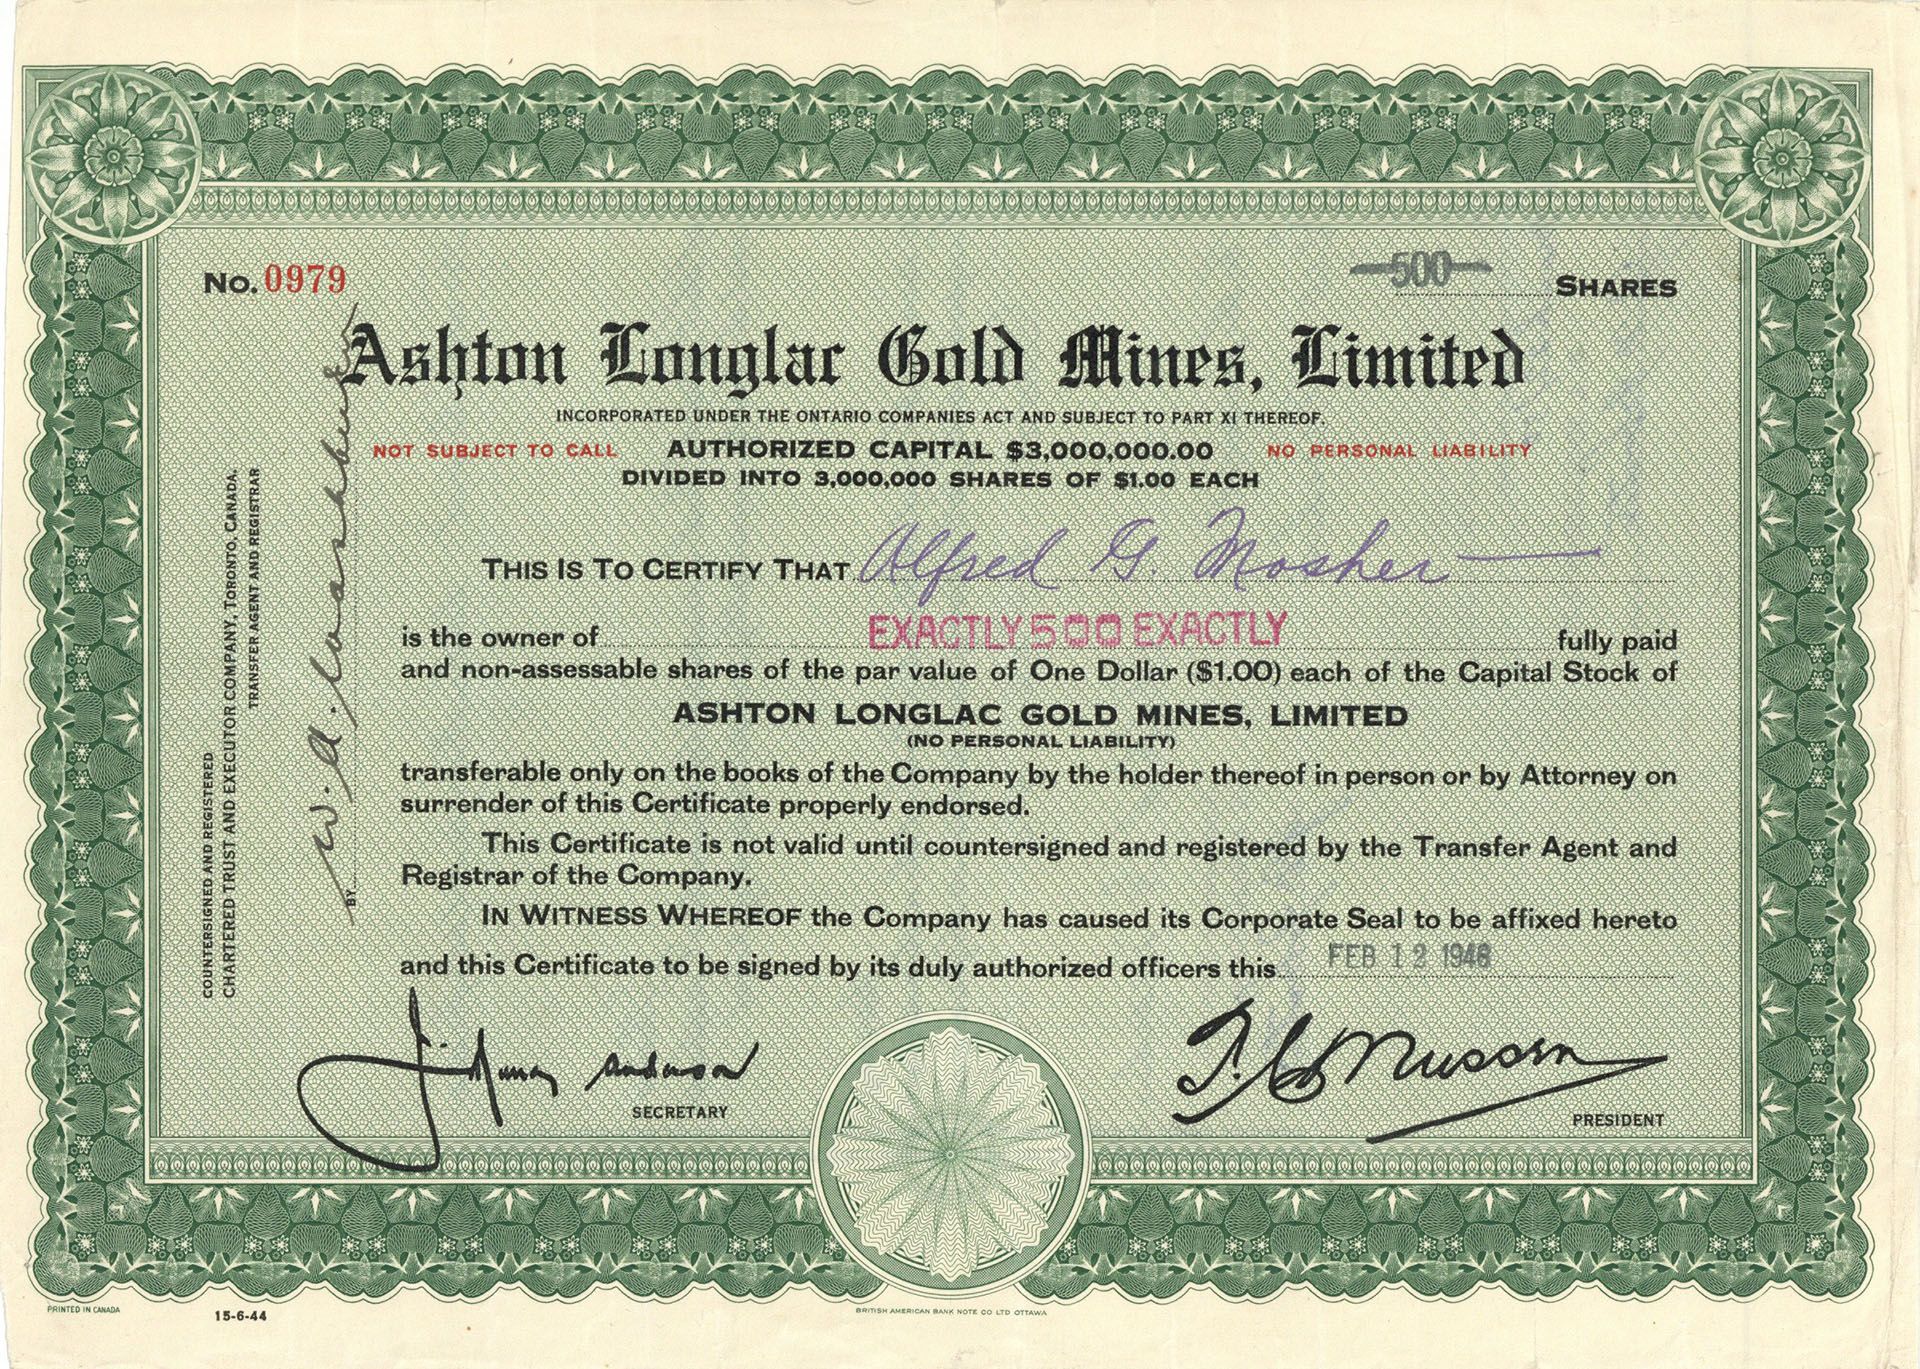 No. 0979
500 SHARES
Ashton Longlac Gold Mines, Limited
INCORPORATED UNDER THE ONTARIO COMPANIES ACT AND SUBJECT TO PART XI THEREOF.
NOT SUBJECT TO CALL AUTHORIZED CAPITAL $3,000,000.00 NO PERSONAL LIABILITY
DIVIDED INTO 3,000,000 SHARES OF $1.00 EACH
THIS IS TO CERTIFY THAT Alfred G. Mosher
is the owner of EXACTLY 500 EXACTLY fully paid
and non-assessable shares of the par value of One Dollar ($1.00) each of the Capital Stock of
ASHTON LONGLAC GOLD MINES, LIMITED
(NO PERSONAL LIABILITY)
transferable only on the books of the Company by the holder thereof in person or by Attorney on
surrender of this Certificate properly endorsed.
This Certificate is not valid until countersigned and registered by the Transfer Agent and
Registrar of the Company.
IN WITNESS WHEREOF the Company has caused its Corporate Seal to be affixed hereto
and this Certificate to be signed by its duly authorized officers this FEB 12 1946
J. Murray Anderson
SECRETARY
Mussen
PRESIDENT
COUNTERSIGNED AND REGISTERED
CHARTERED TRUST AND EXECUTOR COMPANY, TORONTO, CANADA.
TRANSFER AGENT AND REGISTRAR
BY W. A.
PRINTED IN CANADA
15-6-44
BRITISH AMERICAN BANK NOTE CO LTD OTTAWA